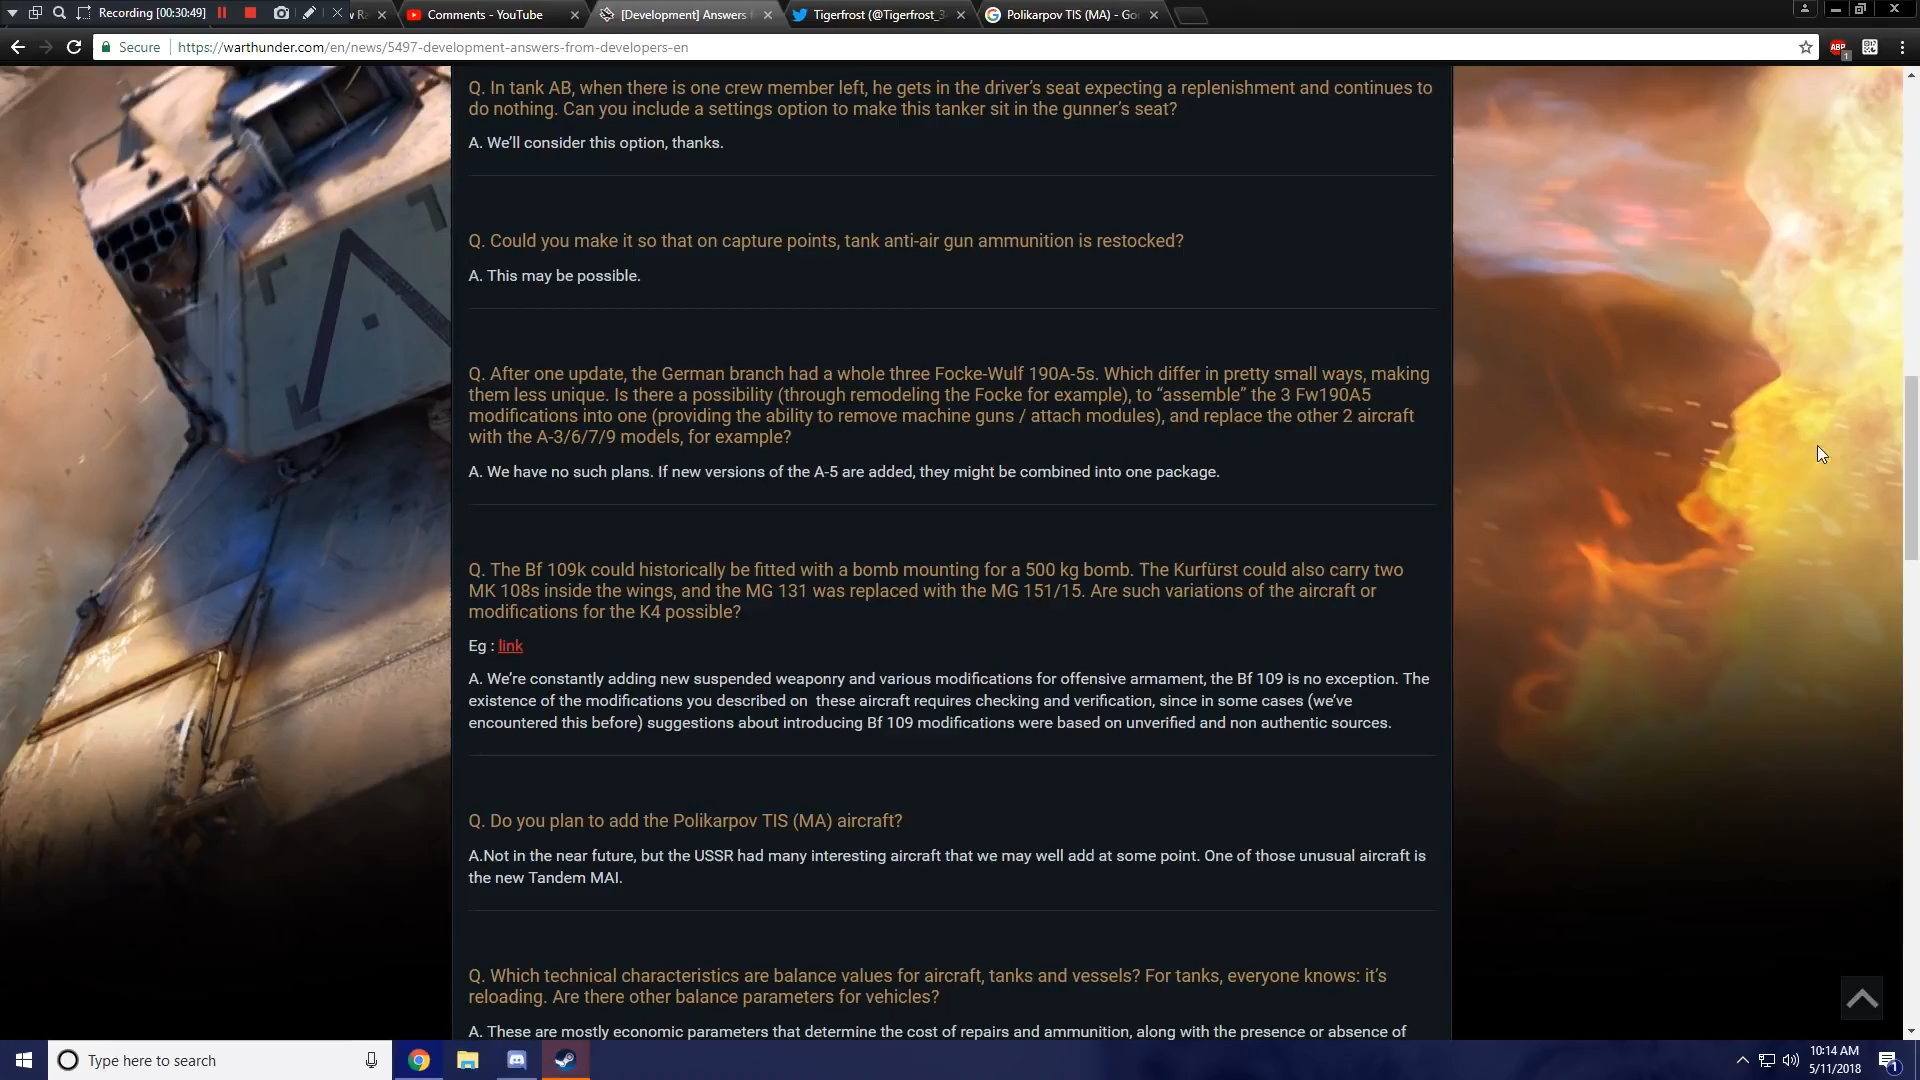 Recording [00:30:49]
Comments - YouTube
[Development] Answers
Tigerfrost (@Tigerfrost_3
Polikarpov TIS (MA) - Goo
Secure
https://warthunder.com/en/news/5497-development-answers-from-developers-en
ABP
1
Q. In tank AB, when there is one crew member left, he gets in the driver's seat expecting a replenishment and continues to
do nothing. Can you include a settings option to make this tanker sit in the gunner's seat?
A. We'll consider this option, thanks.
Q. Could you make it so that on capture points, tank anti-air gun ammunition is restocked?
A. This may be possible.
Q. After one update, the German branch had a whole three Focke-Wulf 190A-5s. Which differ in pretty small ways, making
them less unique. Is there a possibility (through remodeling the Focke for example), to “assemble” the 3 Fw190A5
modifications into one (providing the ability to remove machine guns / attach modules), and replace the other 2 aircraft
with the A-3/6/7/9 models, for example?
A. We have no such plans. If new versions of the A-5 are added, they might be combined into one package.
Q. The Bf 109k could historically be fitted with a bomb mounting for a 500 kg bomb. The Kurfürst could also carry two
MK 108s inside the wings, and the MG 131 was replaced with the MG 151/15. Are such variations of the aircraft or
modifications for the K4 possible?
Eg : link
A. We're constantly adding new suspended weaponry and various modifications for offensive armament, the Bf 109 is no exception. The
existence of the modifications you described on  these aircraft requires checking and verification, since in some cases (we've
encountered this before) suggestions about introducing Bf 109 modifications were based on unverified and non authentic sources.
Q. Do you plan to add the Polikarpov TIS (MA) aircraft?
A.Not in the near future, but the USSR had many interesting aircraft that we may well add at some point. One of those unusual aircraft is
the new Tandem MAI.
Q. Which technical characteristics are balance values for aircraft, tanks and vessels? For tanks, everyone knows: it's
reloading. Are there other balance parameters for vehicles?
A. These are mostly economic parameters that determine the cost of repairs and ammunition, along with the presence or absence of
Type here to search
10:14 AM
5/11/2018
1